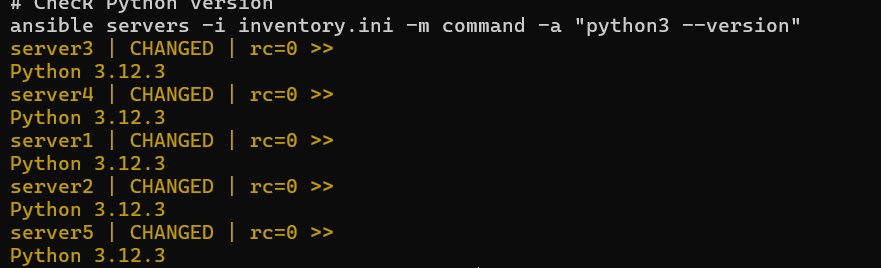 # Check Python version
ansible servers -i inventory.ini -m command -a "python3 --version"
server3 | CHANGED | rc=0 >>
Python 3.12.3
server4 | CHANGED | rc=0 >>
Python 3.12.3
server1 | CHANGED | rc=0 >>
Python 3.12.3
server2 | CHANGED | rc=0 >>
Python 3.12.3
server5 | CHANGED | rc=0 >>
Python 3.12.3